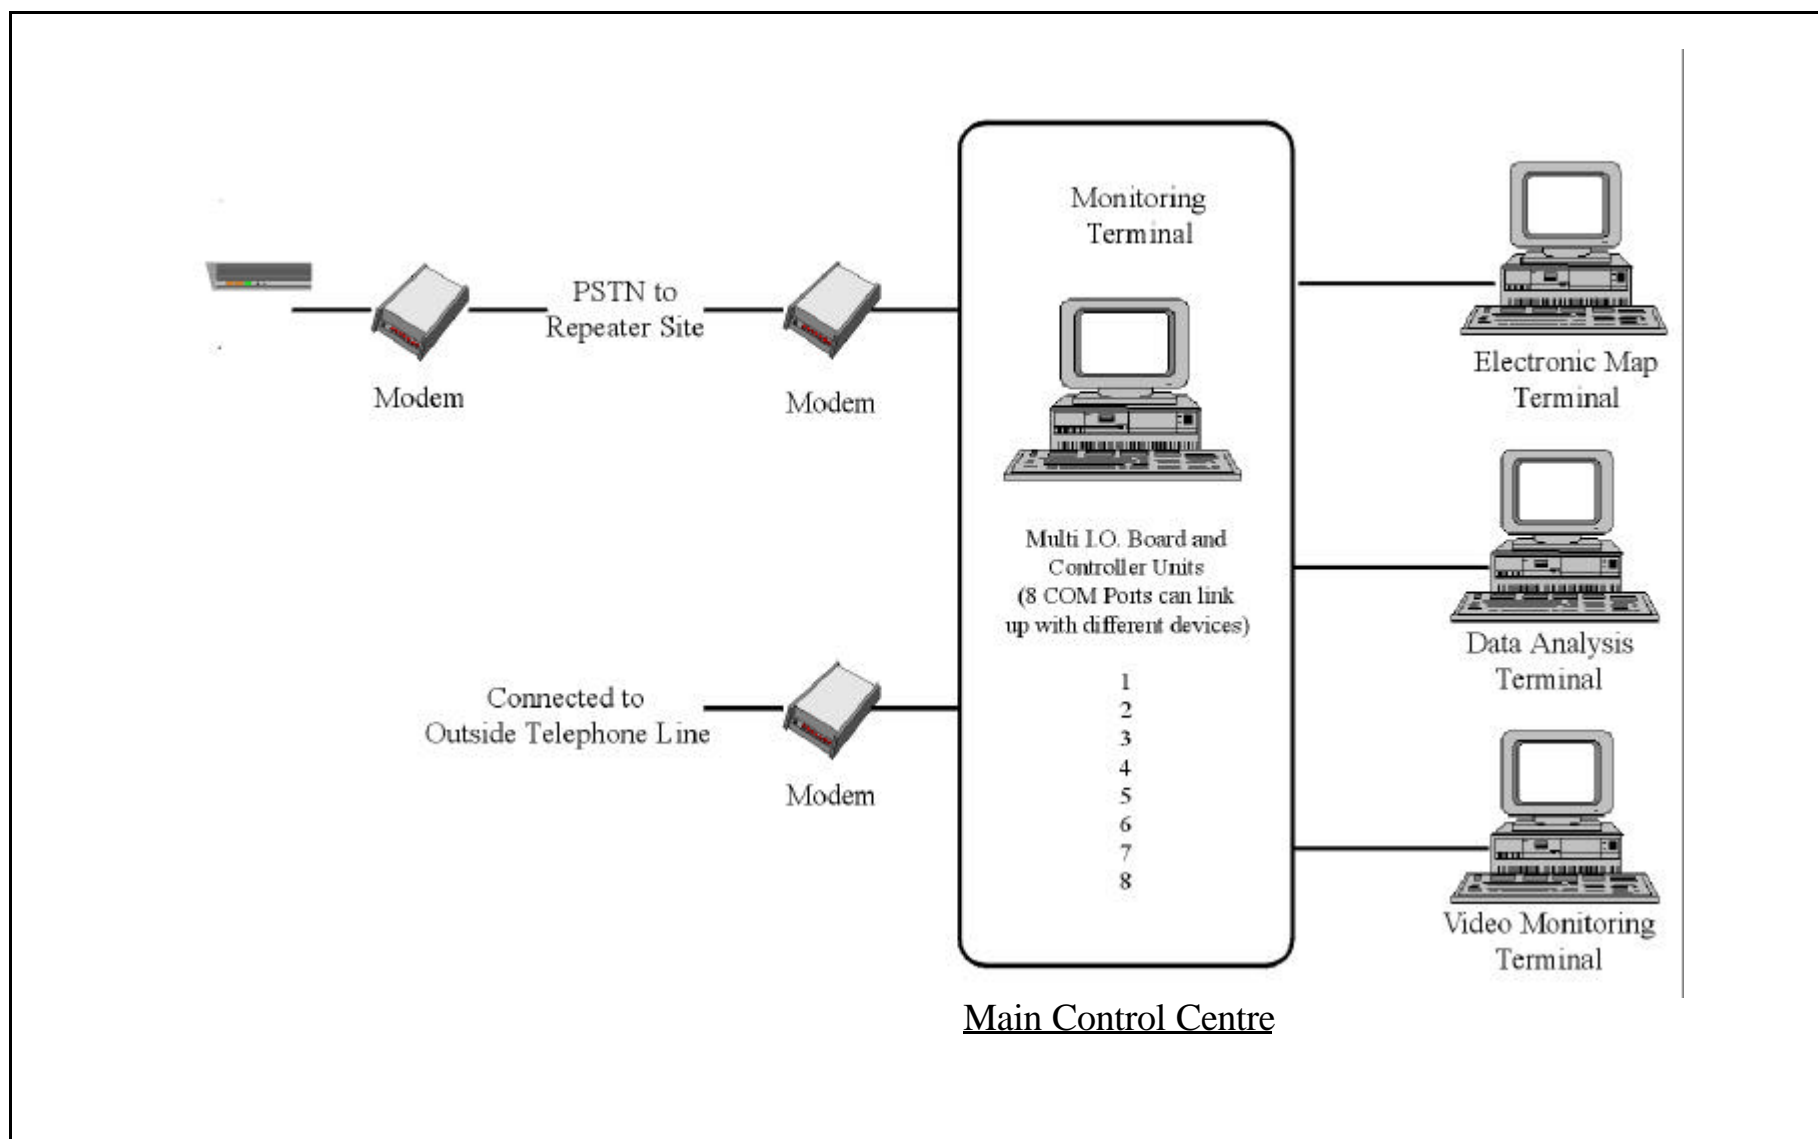 Monitoring
Terminal
PSTN to
Repeater Site
Modem
Modem
Electronic Map
Terminal
Multi I.O. Board and
Controller Units
(8 COM Ports can link
up with different devices)
Data Analysis
Terminal
Connected to
Outside Telephone Line
Modem
1
2
3
4
5
6
7
8
Video Monitoring
Terminal
Main Control Centre